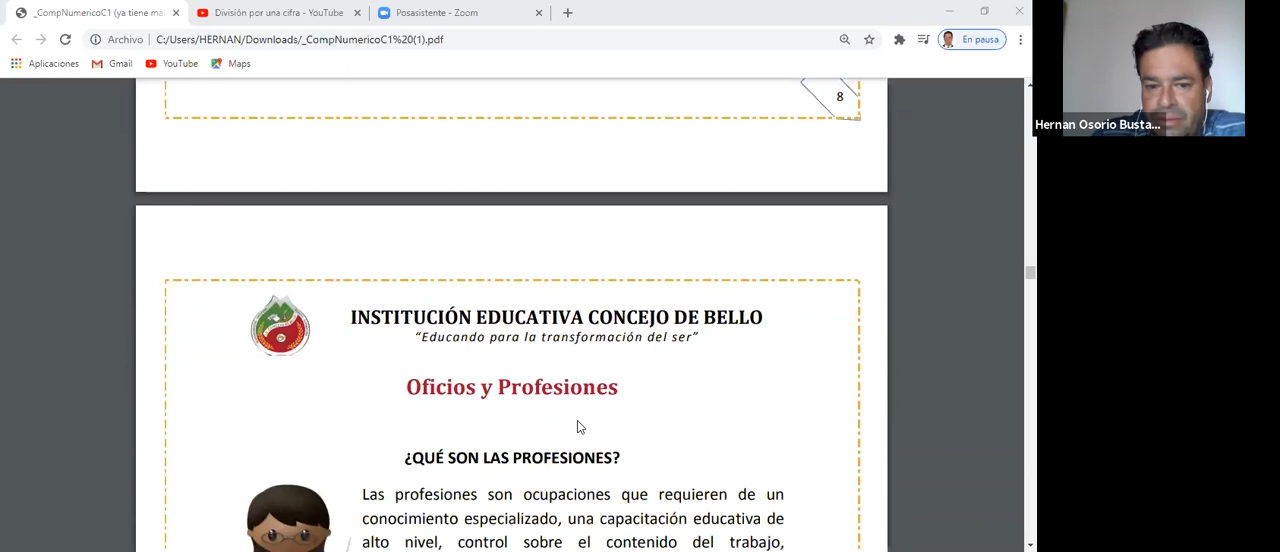 _CompNumericoC1 (ya tiene ma
División por una cifra - YouTube
Posasistente - Zoom
Archivo
C:/Users/HERNAN/Downloads/_CompNumericoC1%20(1).pdf
En pausa
Aplicaciones
Gmail
YouTube
Maps
Hernan Osorio Busta...
8
INSTITUCIÓN EDUCATIVA CONCEJO DE BELLO
“Educando para la transformación del ser”
Oficios y Profesiones
¿QUÉ SON LAS PROFESIONES?
Las profesiones son ocupaciones que requieren de un
conocimiento especializado, una capacitación educativa de
alto nivel, control sobre el contenido del trabajo,